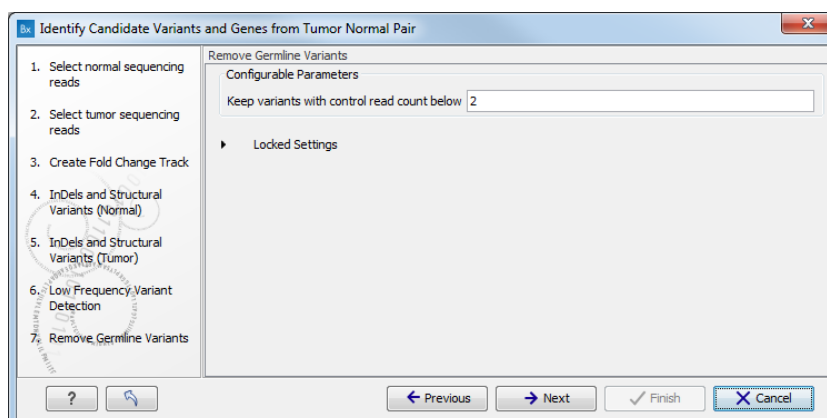 Bx Identify Candidate Variants and Genes from Tumor Normal Pair
1. Select normal sequencing
reads
2. Select tumor sequencing
reads
3. Create Fold Change Track
4. InDels and Structural
Variants (Normal)
5. InDels and Structural
Variants (Tumor)
6. Low Frequency Variant
Detection
7. Remove Germline Variants
Remove Germline Variants
Configurable Parameters
Keep variants with control read count below 2
Locked Settings
? Previous Next Finish Cancel